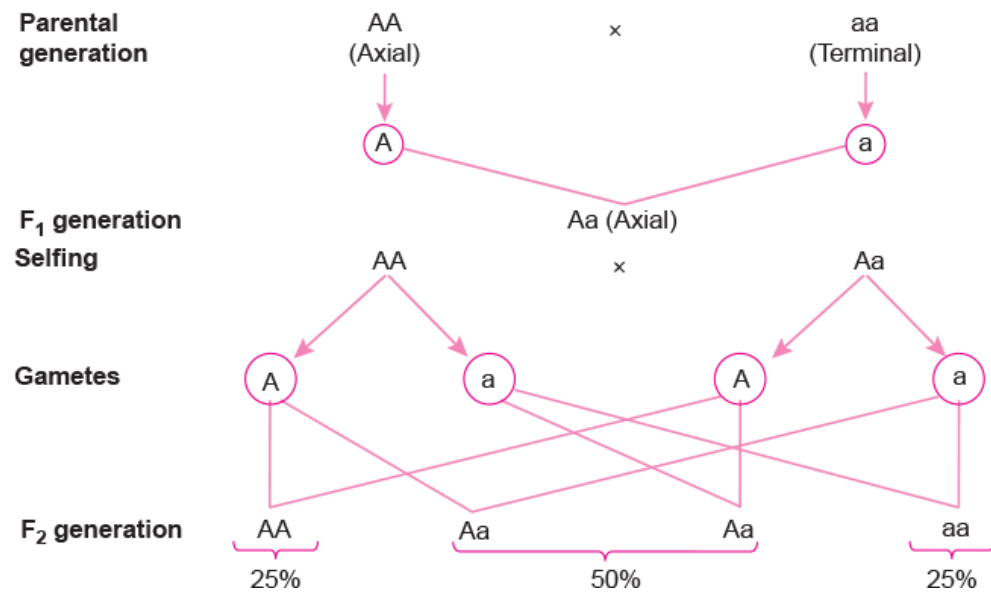 Parental generation AA (Axial) × aa (Terminal)
A a
F₁ generation Aa (Axial)
Selfing AA × Aa
Gametes A a A a
F₂ generation AA Aa Aa aa
25% 50% 25%